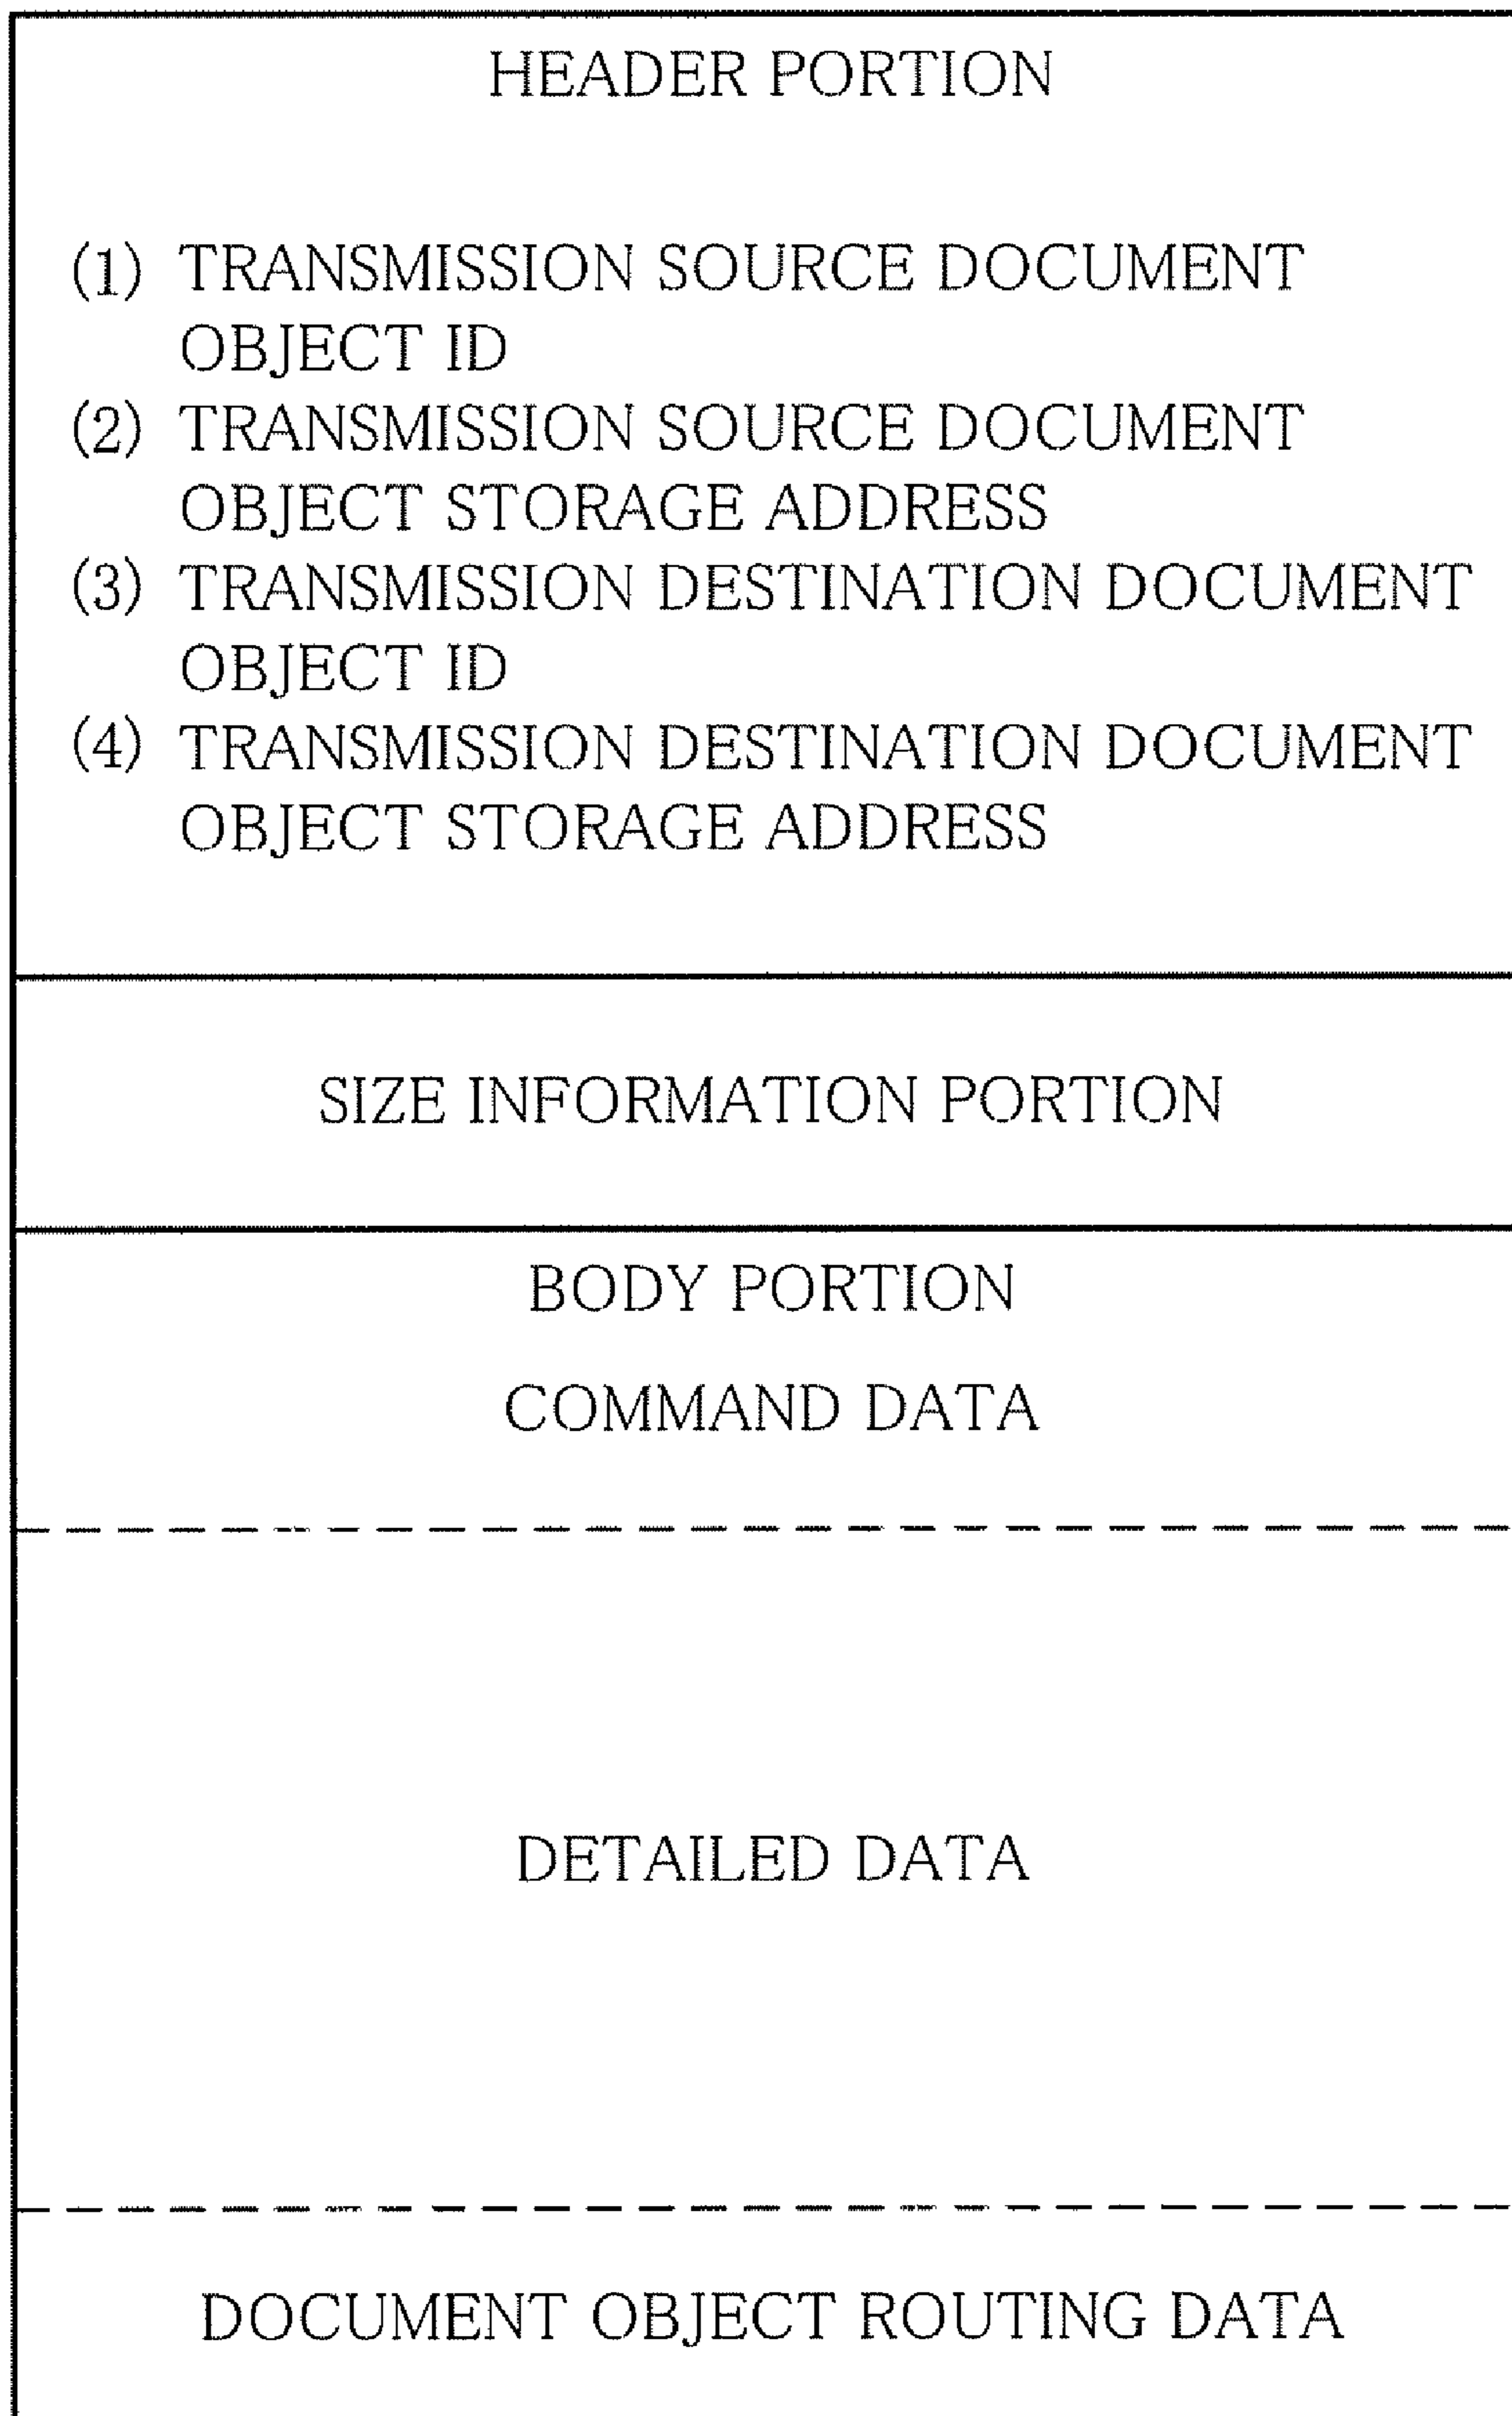 HEADER PORTION
(1) TRANSMISSION SOURCE DOCUMENT
OBJECT ID
(2) TRANSMISSION SOURCE DOCUMENT
OBJECT STORAGE ADDRESS
(3) TRANSMISSION DESTINATION DOCUMENT
OBJECT ID
(4) TRANSMISSION DESTINATION DOCUMENT
OBJECT STORAGE ADDRESS
SIZE INFORMATION PORTION
BODY PORTION
COMMAND DATA
DETAILED DATA
DOCUMENT OBJECT ROUTING DATA